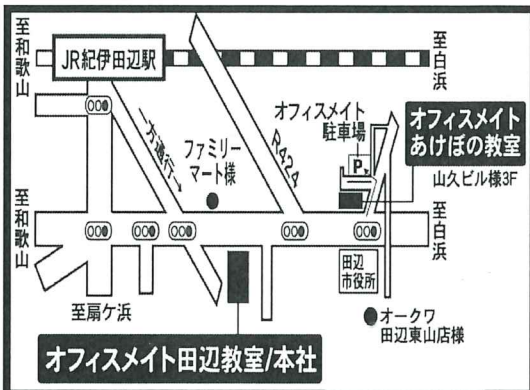 至和歌山
JR紀伊田辺駅
至白浜
一方通行→
ファミリー
マート様
R424
オフィスメイト
駐車場
P
オフィスメイト
あけぼの教室
山久ビル様3F
至和歌山
至白浜
田辺
市役所
至扇ケ浜
オークワ
田辺東山店様
オフィスメイト田辺教室/本社